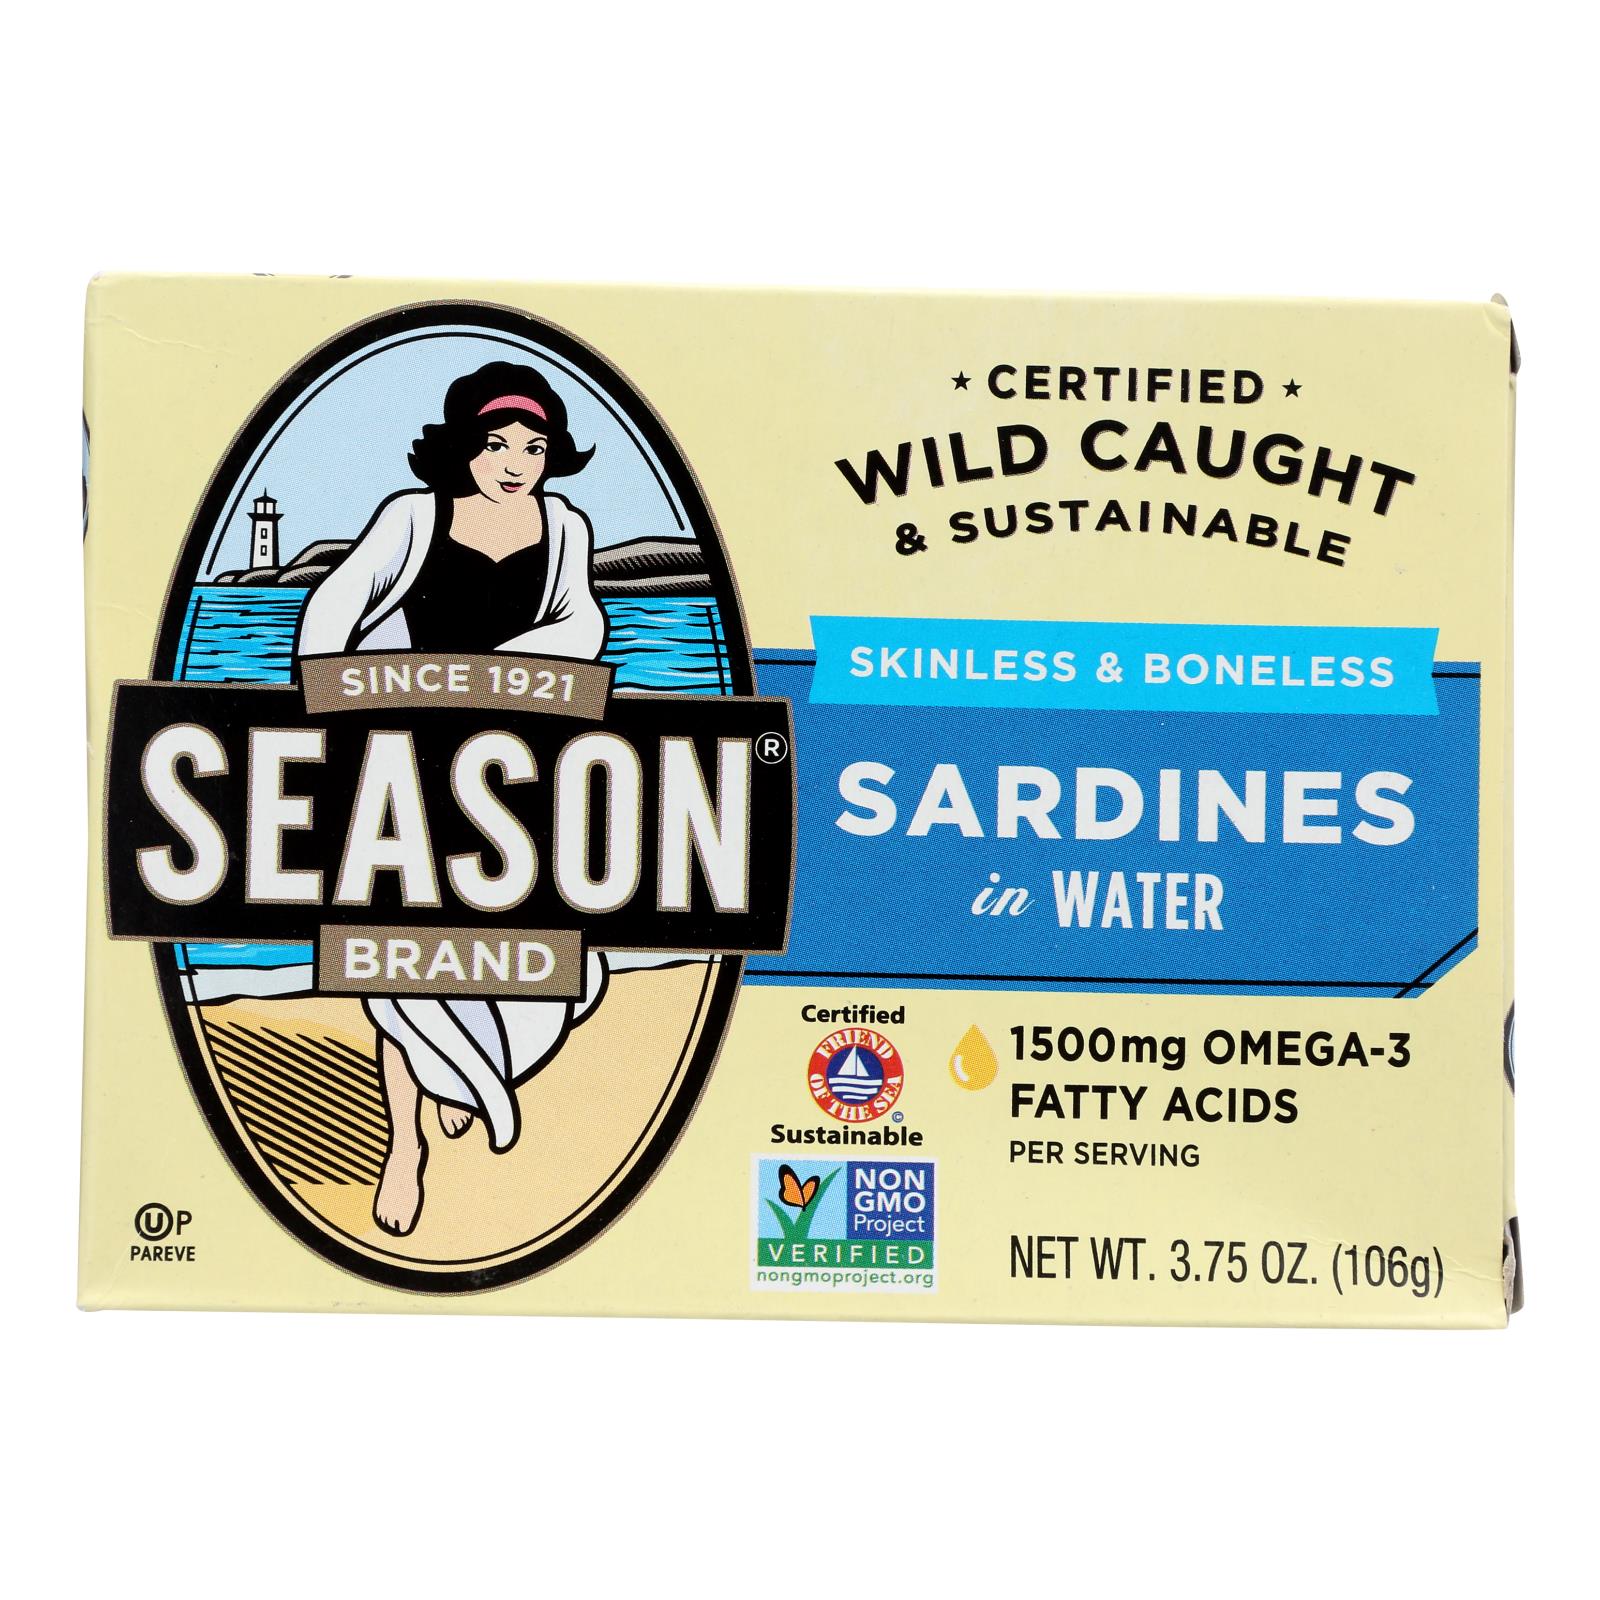 ★ CERTIFIED ★
WILD CAUGHT
& SUSTAINABLE
SINCE 1921
SEASON®
BRAND
SKINLESS & BONELESS
SARDINES
in WATER
Certified
FRIEND
OF THE SEA
©
Sustainable
1500mg OMEGA-3
FATTY ACIDS
PER SERVING
NON
GMO
Project
VERIFIED
nongmoproject.org
UP
PAREVE
NET WT. 3.75 OZ. (106g)